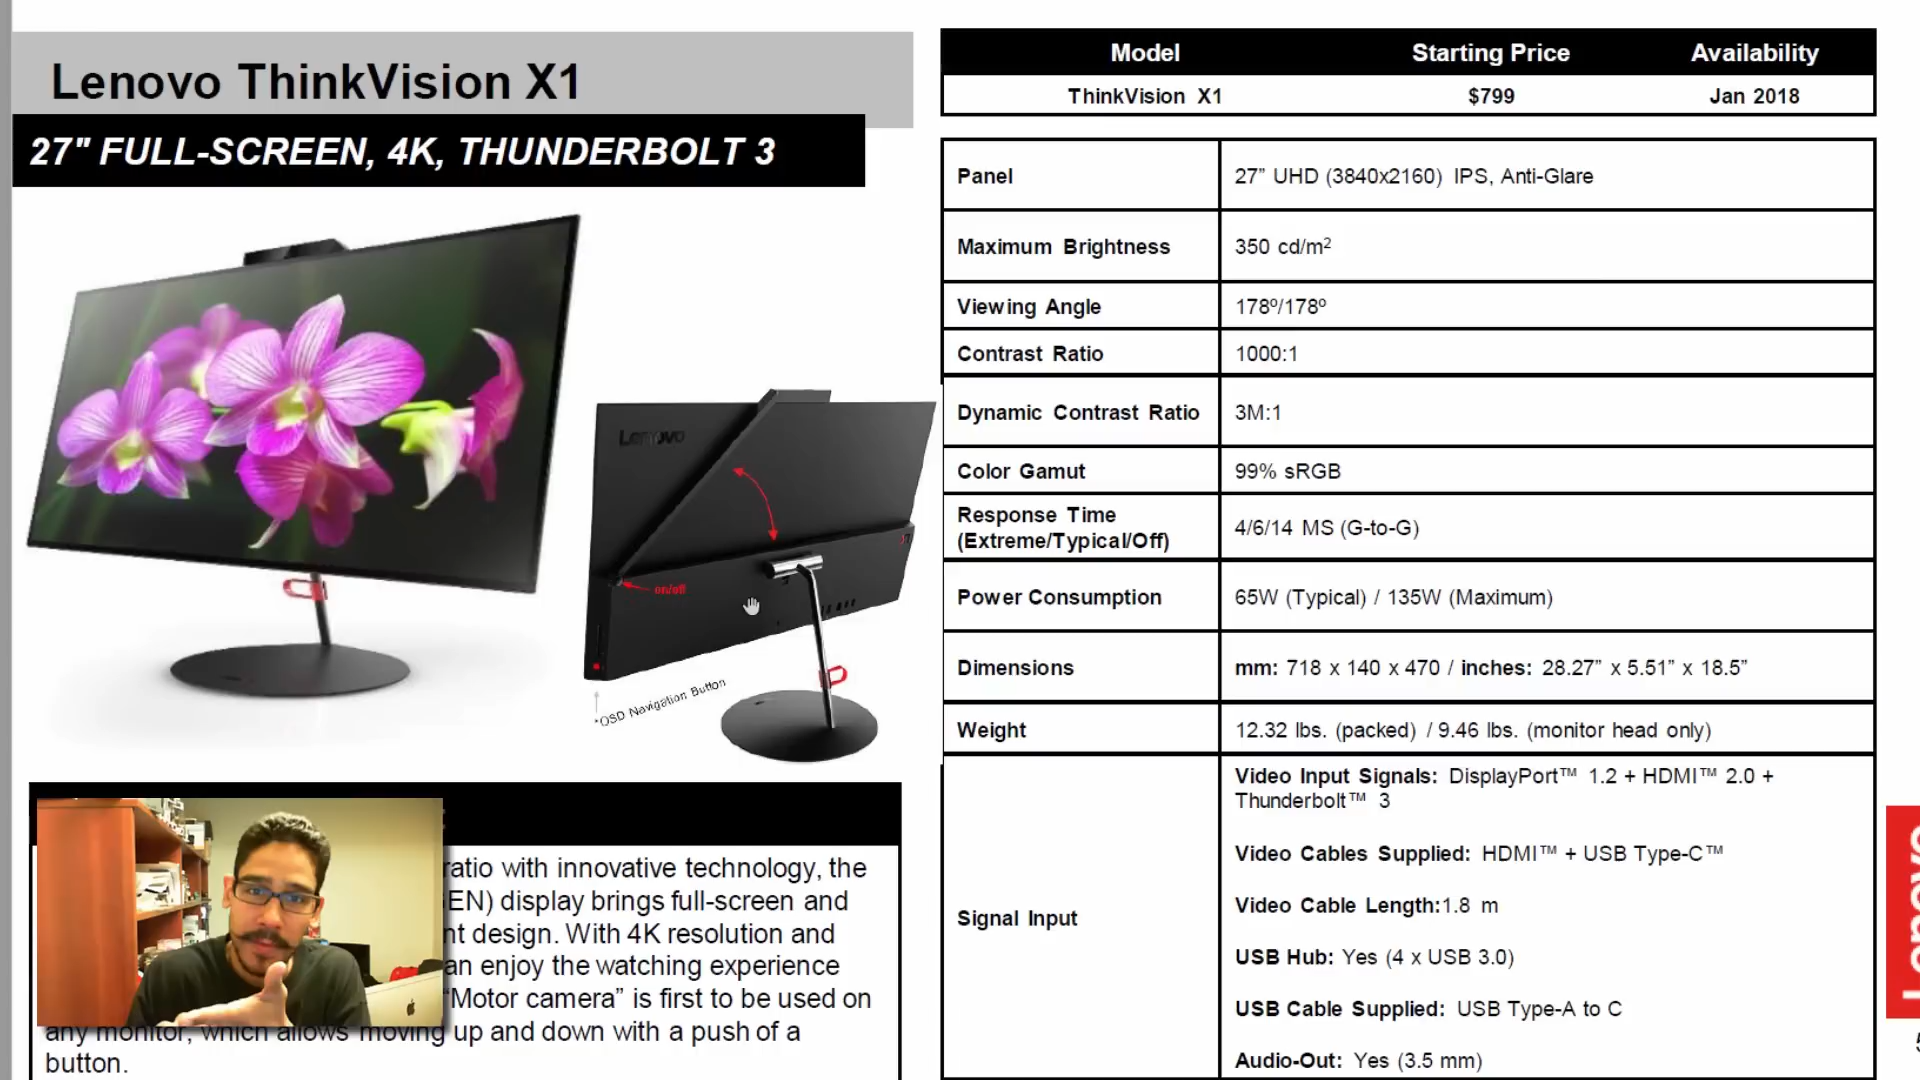 Lenovo ThinkVision X1
27" FULL-SCREEN, 4K, THUNDERBOLT 3
Lenovo
on/off
*OSD Navigation Button
ratio with innovative technology, the
EN) display brings full-screen and
nt design. With 4K resolution and
an enjoy the watching experience
“Motor camera” is first to be used on
any monitor, which allows moving up and down with a push of a
button.
Model Starting Price Availability
ThinkVision X1 $799 Jan 2018
Panel 27” UHD (3840x2160) IPS, Anti-Glare
Maximum Brightness 350 cd/m²
Viewing Angle 178º/178º
Contrast Ratio 1000:1
Dynamic Contrast Ratio 3M:1
Color Gamut 99% sRGB
Response Time
(Extreme/Typical/Off) 4/6/14 MS (G-to-G)
Power Consumption 65W (Typical) / 135W (Maximum)
Dimensions mm: 718 x 140 x 470 / inches: 28.27” x 5.51” x 18.5”
Weight 12.32 lbs. (packed) / 9.46 lbs. (monitor head only)
Signal Input
Video Input Signals: DisplayPort™ 1.2 + HDMI™ 2.0 +
Thunderbolt™ 3
Video Cables Supplied: HDMI™ + USB Type-C™
Video Cable Length:1.8 m
USB Hub: Yes (4 x USB 3.0)
USB Cable Supplied: USB Type-A to C
Audio-Out: Yes (3.5 mm)